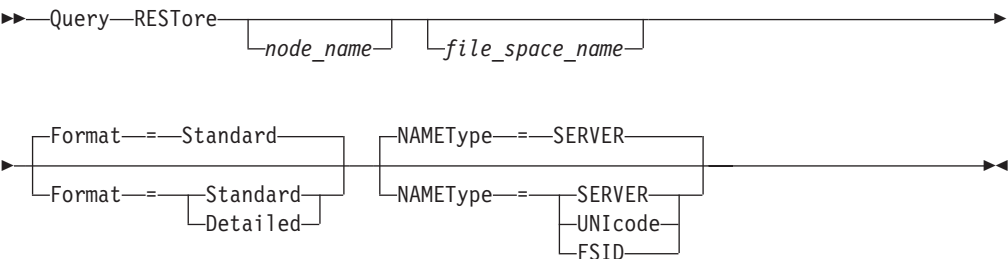 Query RESTore
node_name file_space_name
Format = Standard NAMEType = SERVER
Format = Standard NAMEType = SERVER
Detailed UNIcode
FSID